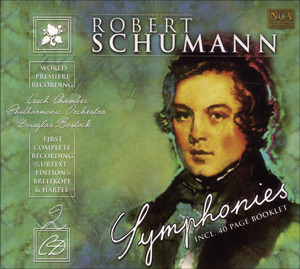 ROBERT
SCHUMANN
NCA
WORLD
PREMIERE
RECORDING
Czech Chamber
Philharmonic Orchestra
Douglas Bostock
FIRST
COMPLETE
RECORDING
URTEXT
EDITION –
BREITKOPF
& HÄRTEL
2
CD
Symphonies
INCL. 40 PAGE BOOKLET